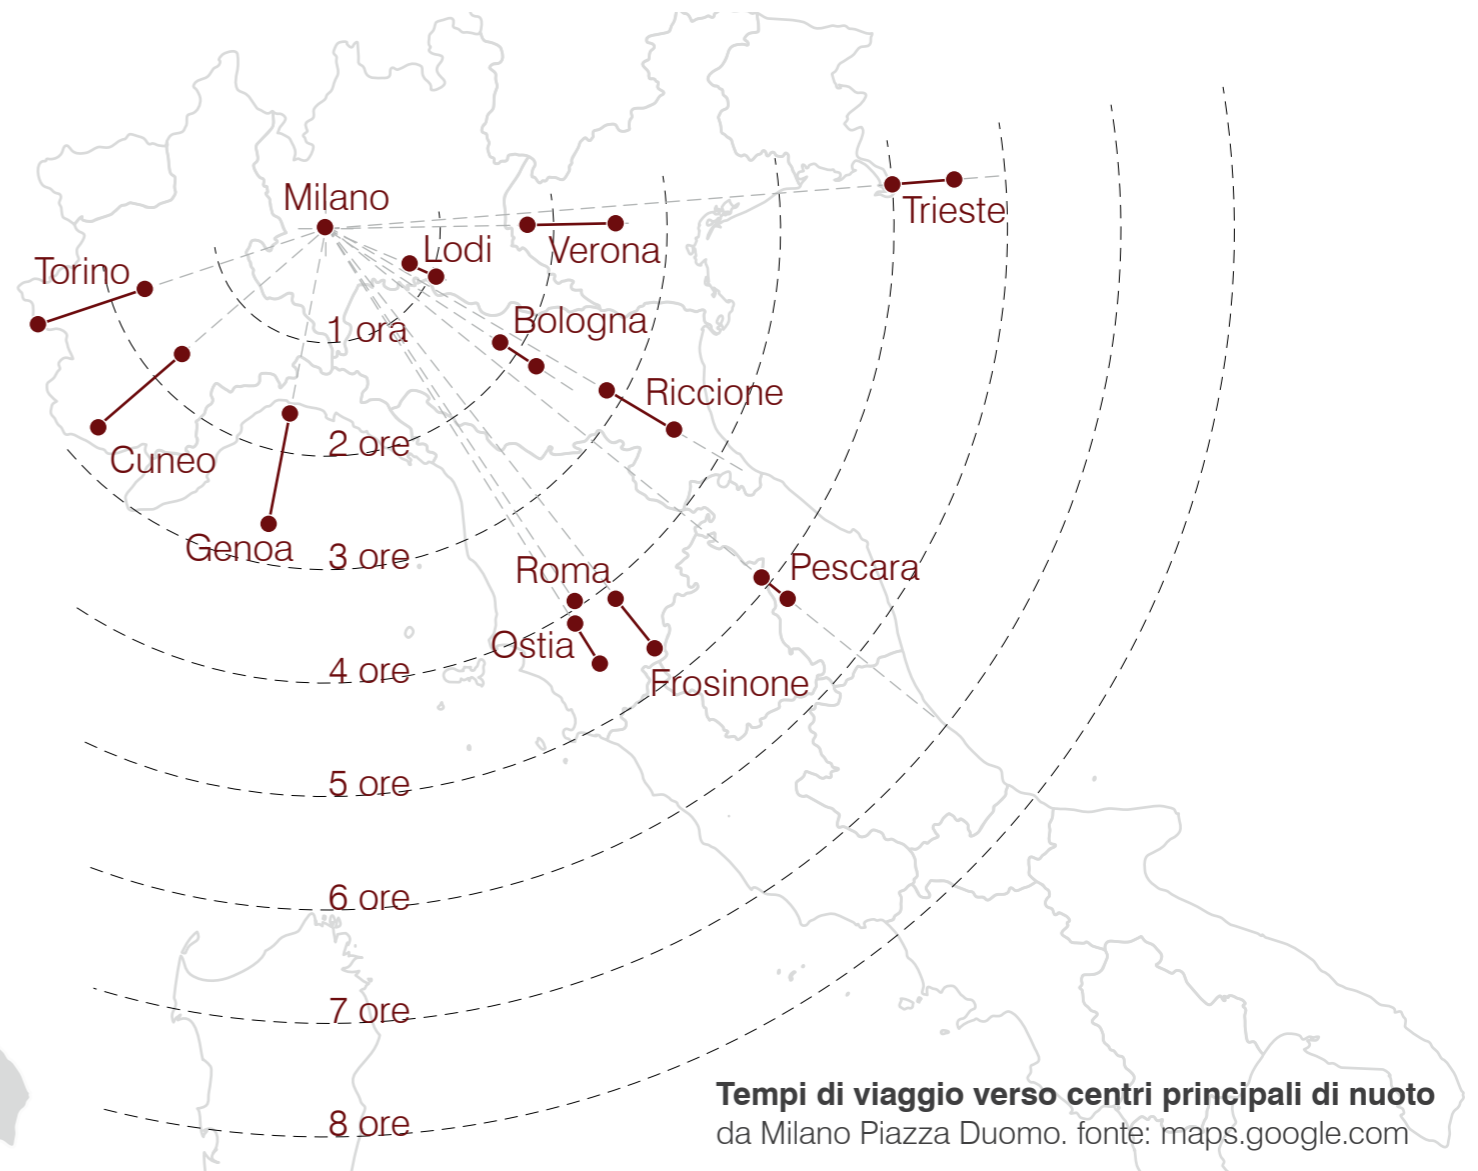 Milano
Trieste
Lodi
Verona
Torino
1 ora
Bologna
Riccione
2 ore
Cuneo
Genoa
3 ore
Roma
Pescara
Ostia
4 ore
Frosinone
5 ore
6 ore
7 ore
Tempi di viaggio verso centri principali di nuoto
da Milano Piazza Duomo. fonte: maps.google.com
8 ore